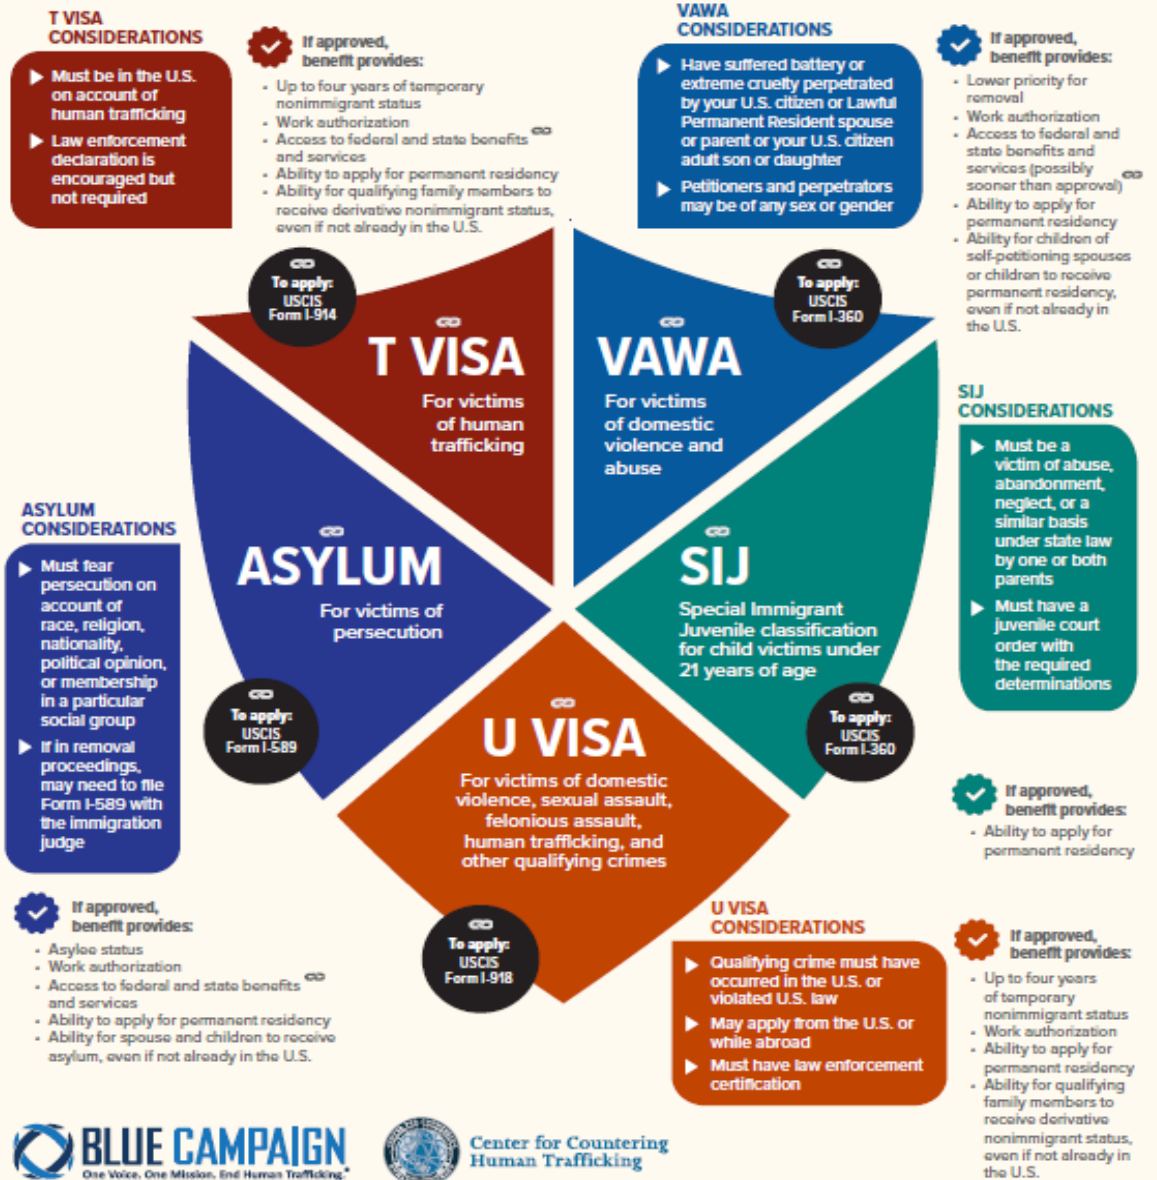 T VISA
CONSIDERATIONS
Must be in the U.S.
on account of
human trafficking
Law enforcement
declaration is
encouraged but
not required
If approved,
benefit provides:
• Up to four years of temporary
nonimmigrant status
• Work authorization
• Access to federal and state benefits
and services
• Ability to apply for permanent residency
• Ability for qualifying family members to
receive derivative nonimmigrant status,
even if not already in the U.S.
VAWA
CONSIDERATIONS
Have suffered battery or
extreme cruelty perpetrated
by your U.S. citizen or Lawful
Permanent Resident spouse
or parent or your U.S. citizen
adult son or daughter
Petitioners and perpetrators
may be of any sex or gender
If approved,
benefit provides:
• Lower priority for
removal
• Work authorization
• Access to federal and
state benefits and
services (possibly
sooner than approval)
• Ability to apply for
permanent residency
• Ability for children of
self-petitioning spouses
or children to receive
permanent residency,
even if not already in
the U.S.
To apply:
USCIS
Form I-914
T VISA
For victims
of human
trafficking
To apply:
USCIS
Form I-360
VAWA
For victims
of domestic
violence and
abuse
SIJ
CONSIDERATIONS
Must be a
victim of abuse,
abandonment,
neglect, or a
similar basis
under state law
by one or both
parents
Must have a
juvenile court
order with
the required
determinations
ASYLUM
CONSIDERATIONS
Must fear
persecution on
account of
race, religion,
nationality,
political opinion,
or membership
in a particular
social group
If in removal
proceedings,
may need to file
Form I-589 with
the immigration
judge
ASYLUM
For victims of
persecution
To apply:
USCIS
Form I-589
SIJ
Special Immigrant
Juvenile classification
for child victims under
21 years of age
To apply:
USCIS
Form I-360
U VISA
For victims of domestic
violence, sexual assault,
felonious assault,
human trafficking, and
other qualifying crimes
To apply:
USCIS
Form I-918
If approved,
benefit provides:
• Ability to apply for
permanent residency
If approved,
benefit provides:
• Asylee status
• Work authorization
• Access to federal and state benefits
and services
• Ability to apply for permanent residency
• Ability for spouse and children to receive
asylum, even if not already in the U.S.
U VISA
CONSIDERATIONS
Qualifying crime must have
occurred in the U.S. or
violated U.S. law
May apply from the U.S. or
while abroad
Must have law enforcement
certification
If approved,
benefit provides:
• Up to four years
of temporary
nonimmigrant status
• Work authorization
• Ability to apply for
permanent residency
• Ability for qualifying
family members to
receive derivative
nonimmigrant status,
even if not already in
the U.S.
BLUE CAMPAIGN
One Voice. One Mission. End Human Trafficking.®
Center for Countering
Human Trafficking